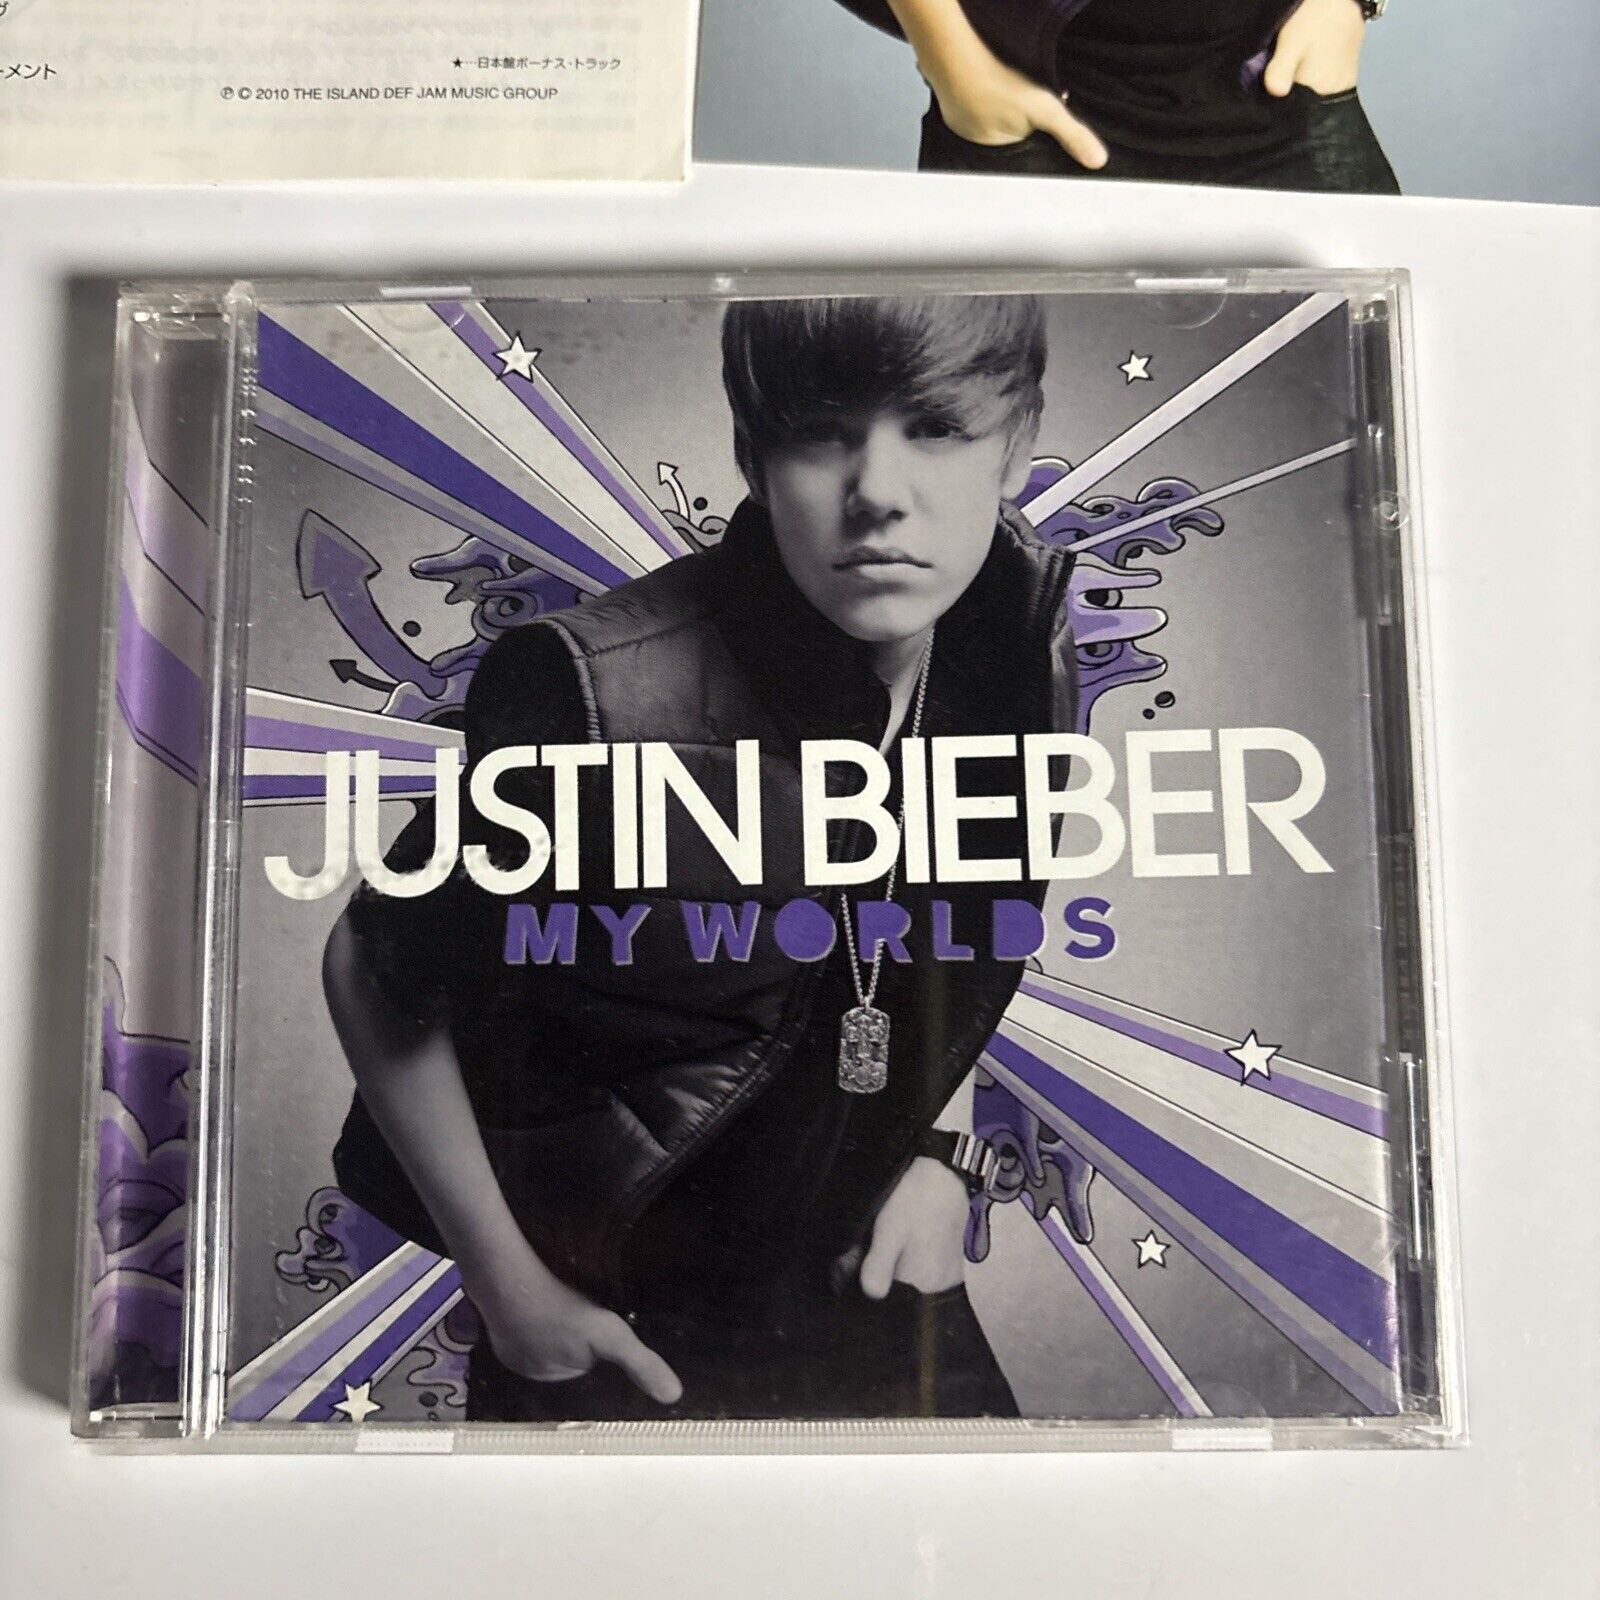 ーメント
★…日本盤ボーナス・トラック
℗ © 2010 THE ISLAND DEF JAM MUSIC GROUP
JUSTIN BIEBER
MY WORLDS